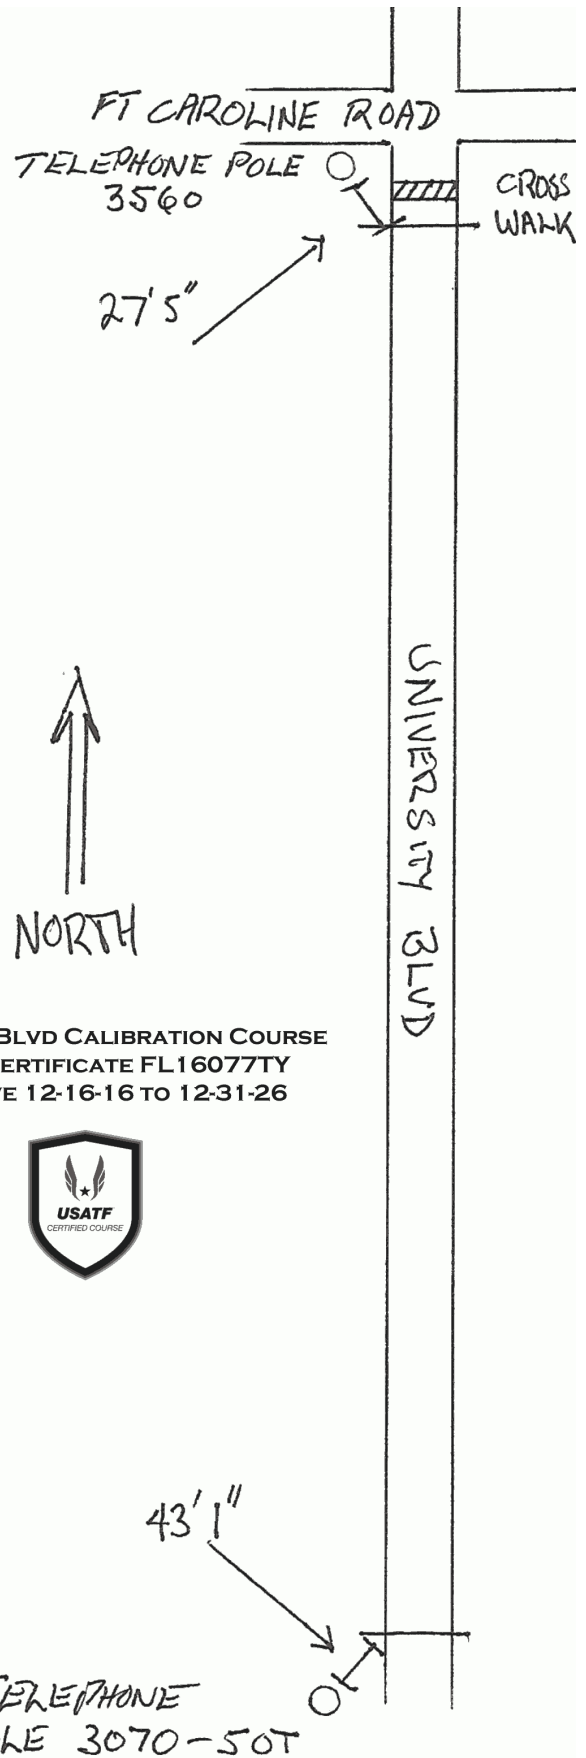 FT CAROLINE ROAD
TELEPHONE POLE
3560
CROSS
WALK
27' 5"
UNIVERSITY BLVD
NORTH
BLVD CALIBRATION COURSE
ERTIFICATE FL16077TY
VE 12-16-16 TO 12-31-26
USATF
CERTIFIED COURSE
43' 1"
ELEPHONE
LE 3070-50T